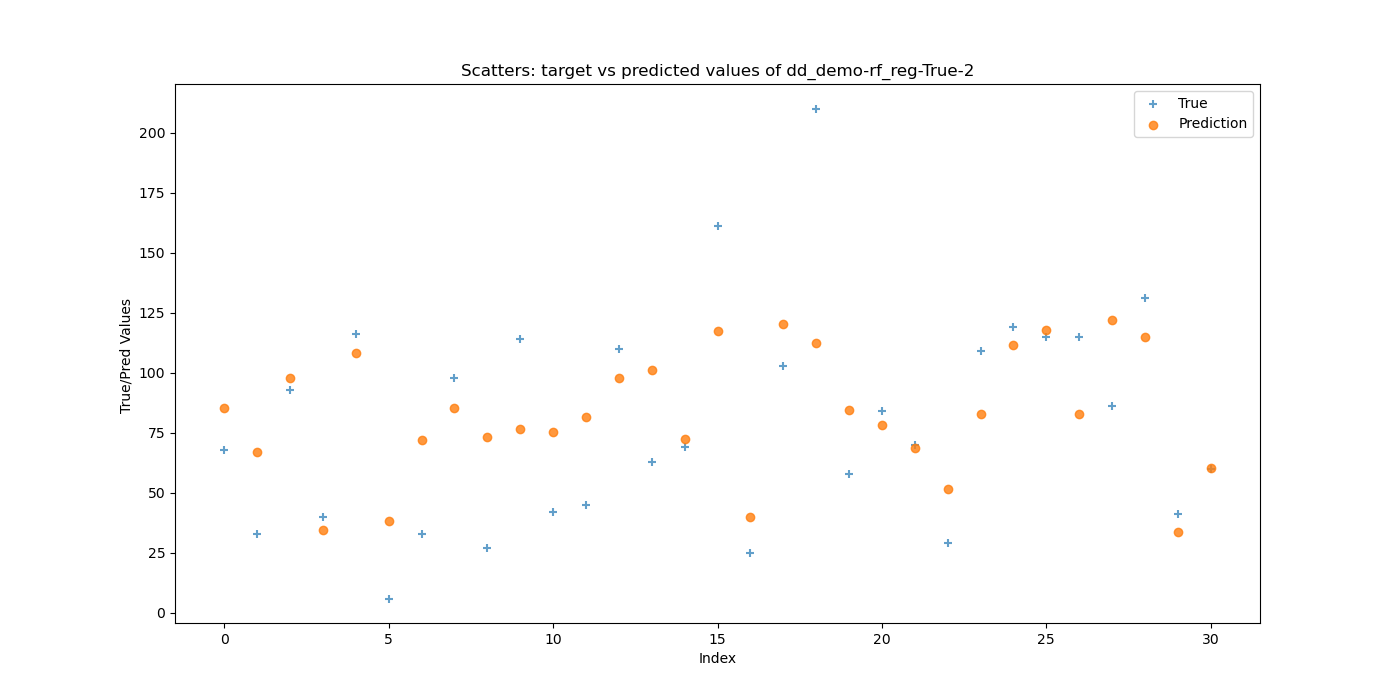 Scatters: target vs predicted values of dd_demo-rf_reg-True-2
True
Prediction
200
175
150
125
100
75
50
25
0
True/Pred Values
0 5 10 15 20 25 30
Index